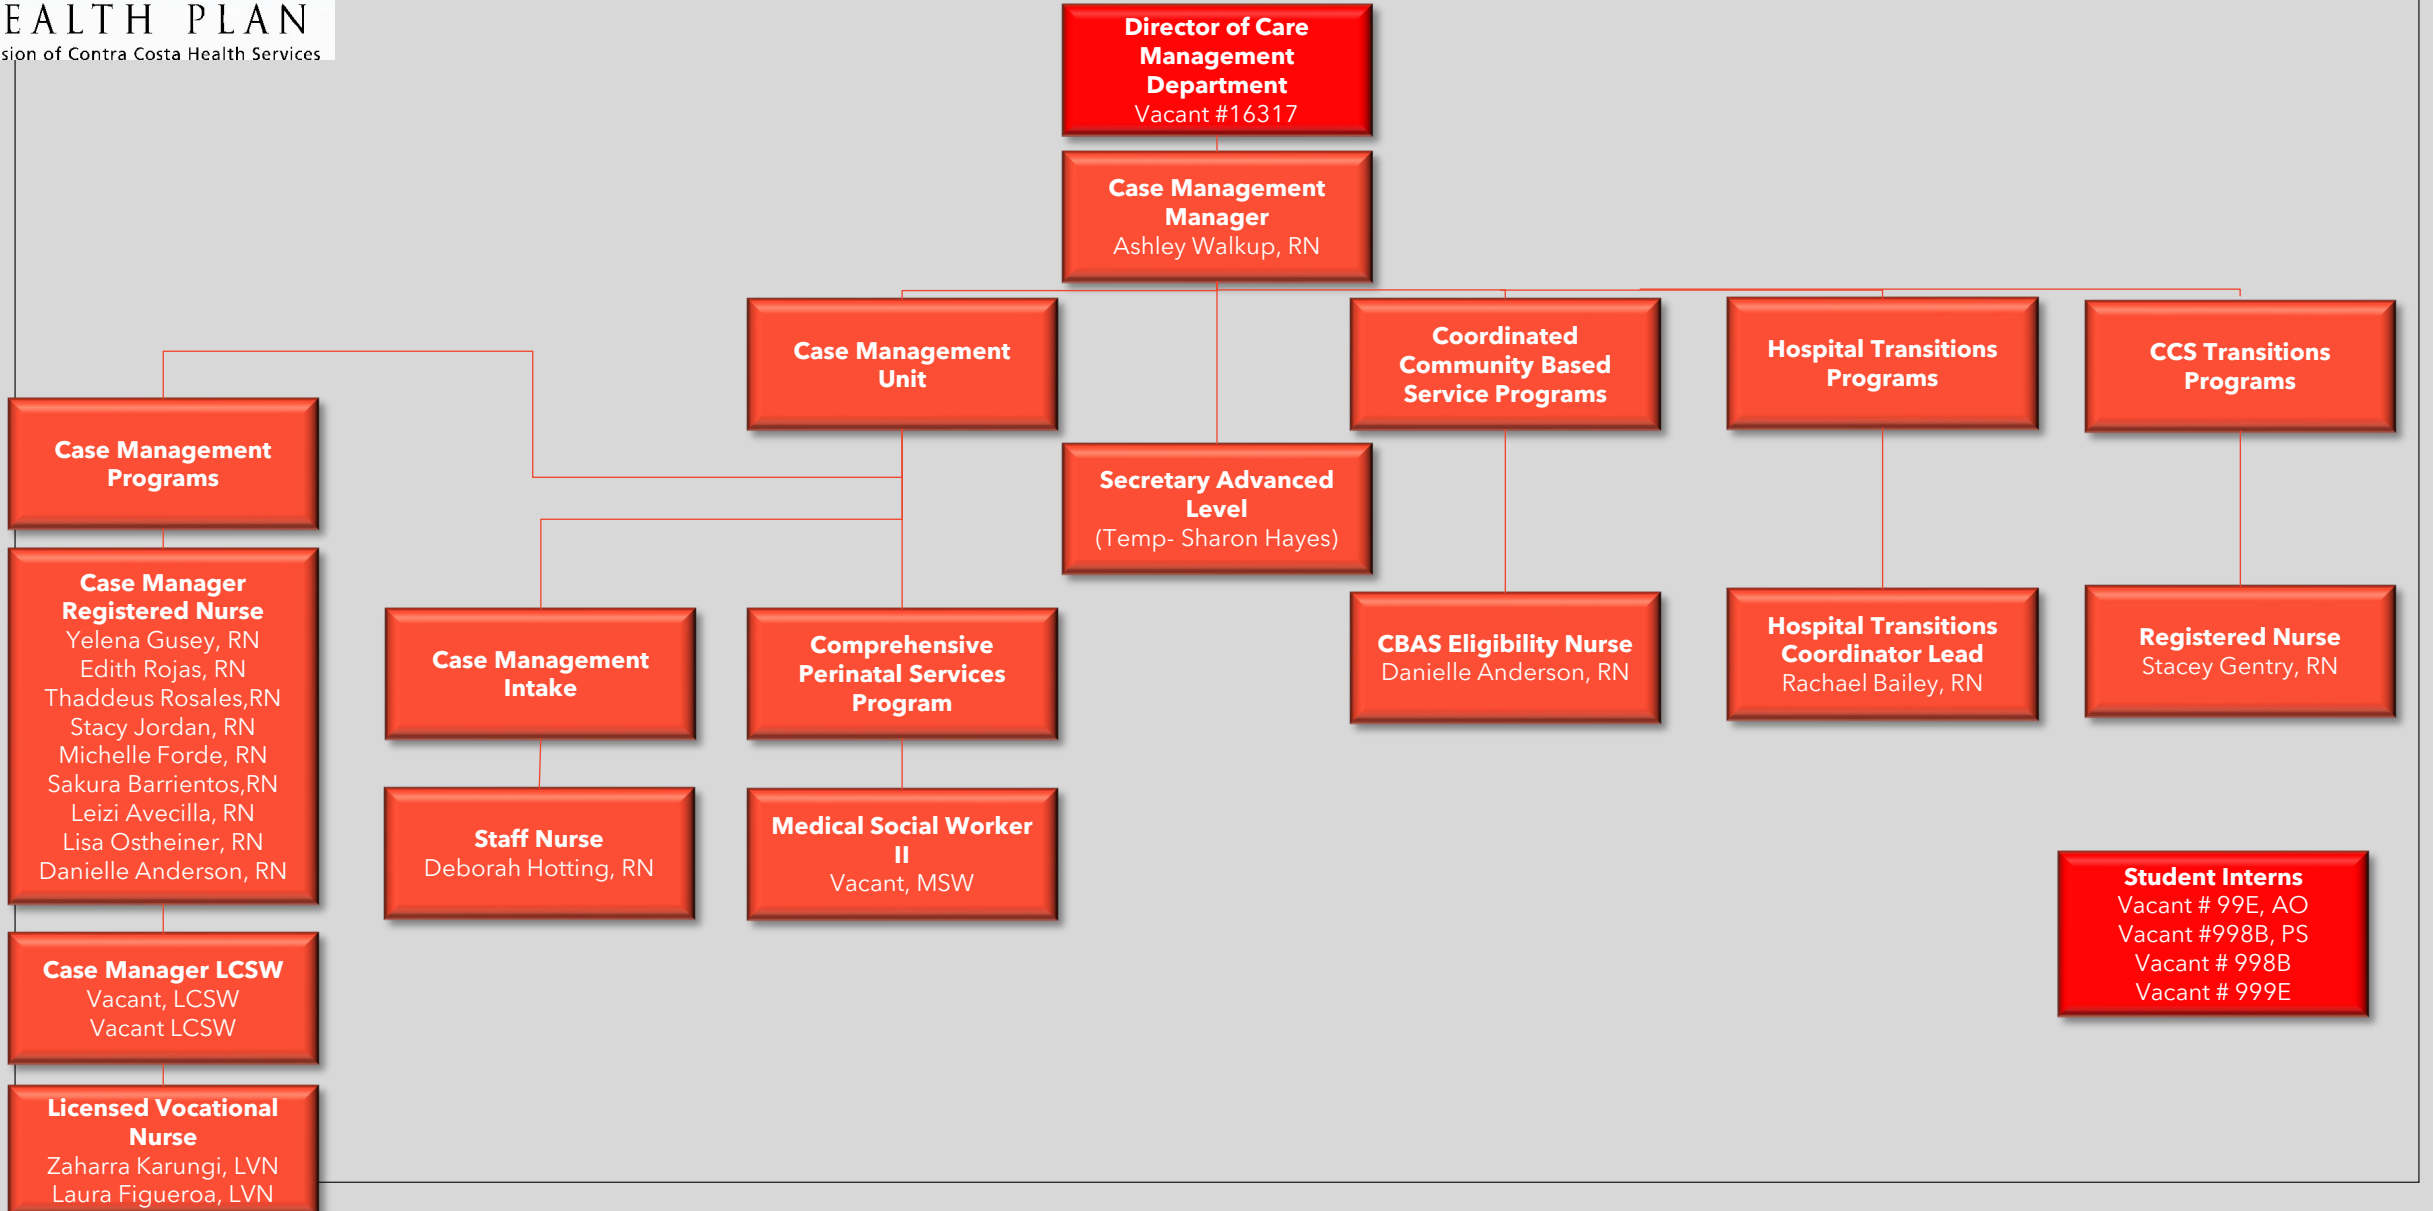 EALTH PLAN
sion of Contra Costa Health Services
Director of Care
Management
Department
Vacant #16317
Case Management
Manager
Ashley Walkup, RN
Case Management
Unit
Coordinated
Community Based
Service Programs
Hospital Transitions
Programs
CCS Transitions
Programs
Case Management
Programs
Secretary Advanced
Level
(Temp- Sharon Hayes)
Case Manager
Registered Nurse
Yelena Gusey, RN
Edith Rojas, RN
Thaddeus Rosales,RN
Stacy Jordan, RN
Michelle Forde, RN
Sakura Barrientos,RN
Leizi Avecilla, RN
Lisa Ostheiner, RN
Danielle Anderson, RN
Case Management
Intake
Comprehensive
Perinatal Services
Program
CBAS Eligibility Nurse
Danielle Anderson, RN
Hospital Transitions
Coordinator Lead
Rachael Bailey, RN
Registered Nurse
Stacey Gentry, RN
Staff Nurse
Deborah Hotting, RN
Medical Social Worker
II
Vacant, MSW
Student Interns
Vacant # 99E, AO
Vacant #998B, PS
Vacant # 998B
Vacant # 999E
Case Manager LCSW
Vacant, LCSW
Vacant LCSW
Licensed Vocational
Nurse
Zaharra Karungi, LVN
Laura Figueroa, LVN